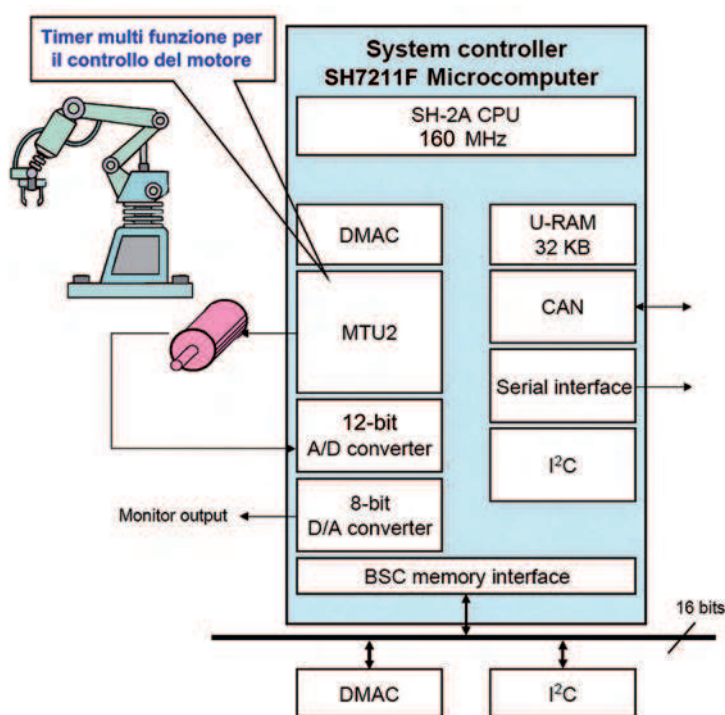 Timer multi funzione per
il controllo del motore
System controller
SH7211F Microcomputer
SH-2A CPU
160 MHz
DMAC
U-RAM
32 KB
MTU2
CAN
Serial interface
12-bit
A/D converter
I²C
Monitor output
8-bit
D/A converter
BSC memory interface
16 bits
DMAC
I²C